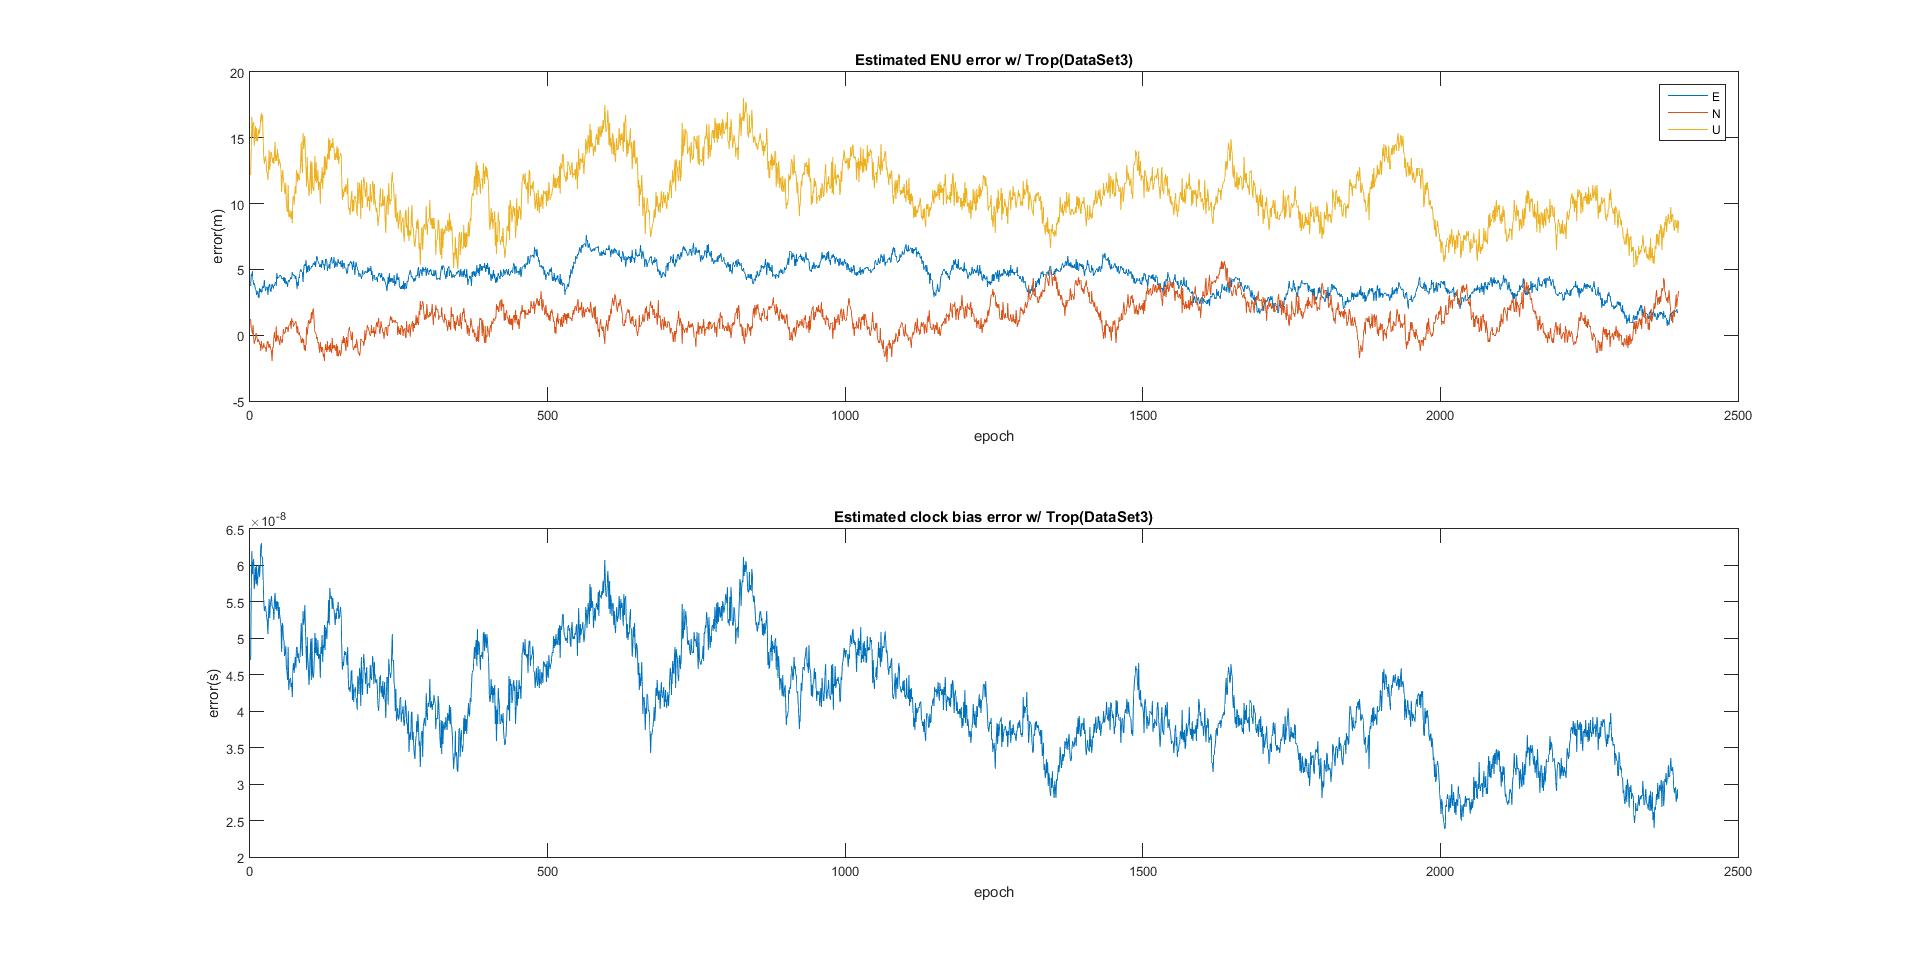 Estimated ENU error w/ Trop(DataSet3)
20
15
10
5
0
-5
error(m)
E
N
U
0 500 1000 1500 2000 2500
epoch
Estimated clock bias error w/ Trop(DataSet3)
×10⁻⁸
6.5
6
5.5
5
4.5
4
3.5
3
2.5
2
error(s)
0 500 1000 1500 2000 2500
epoch